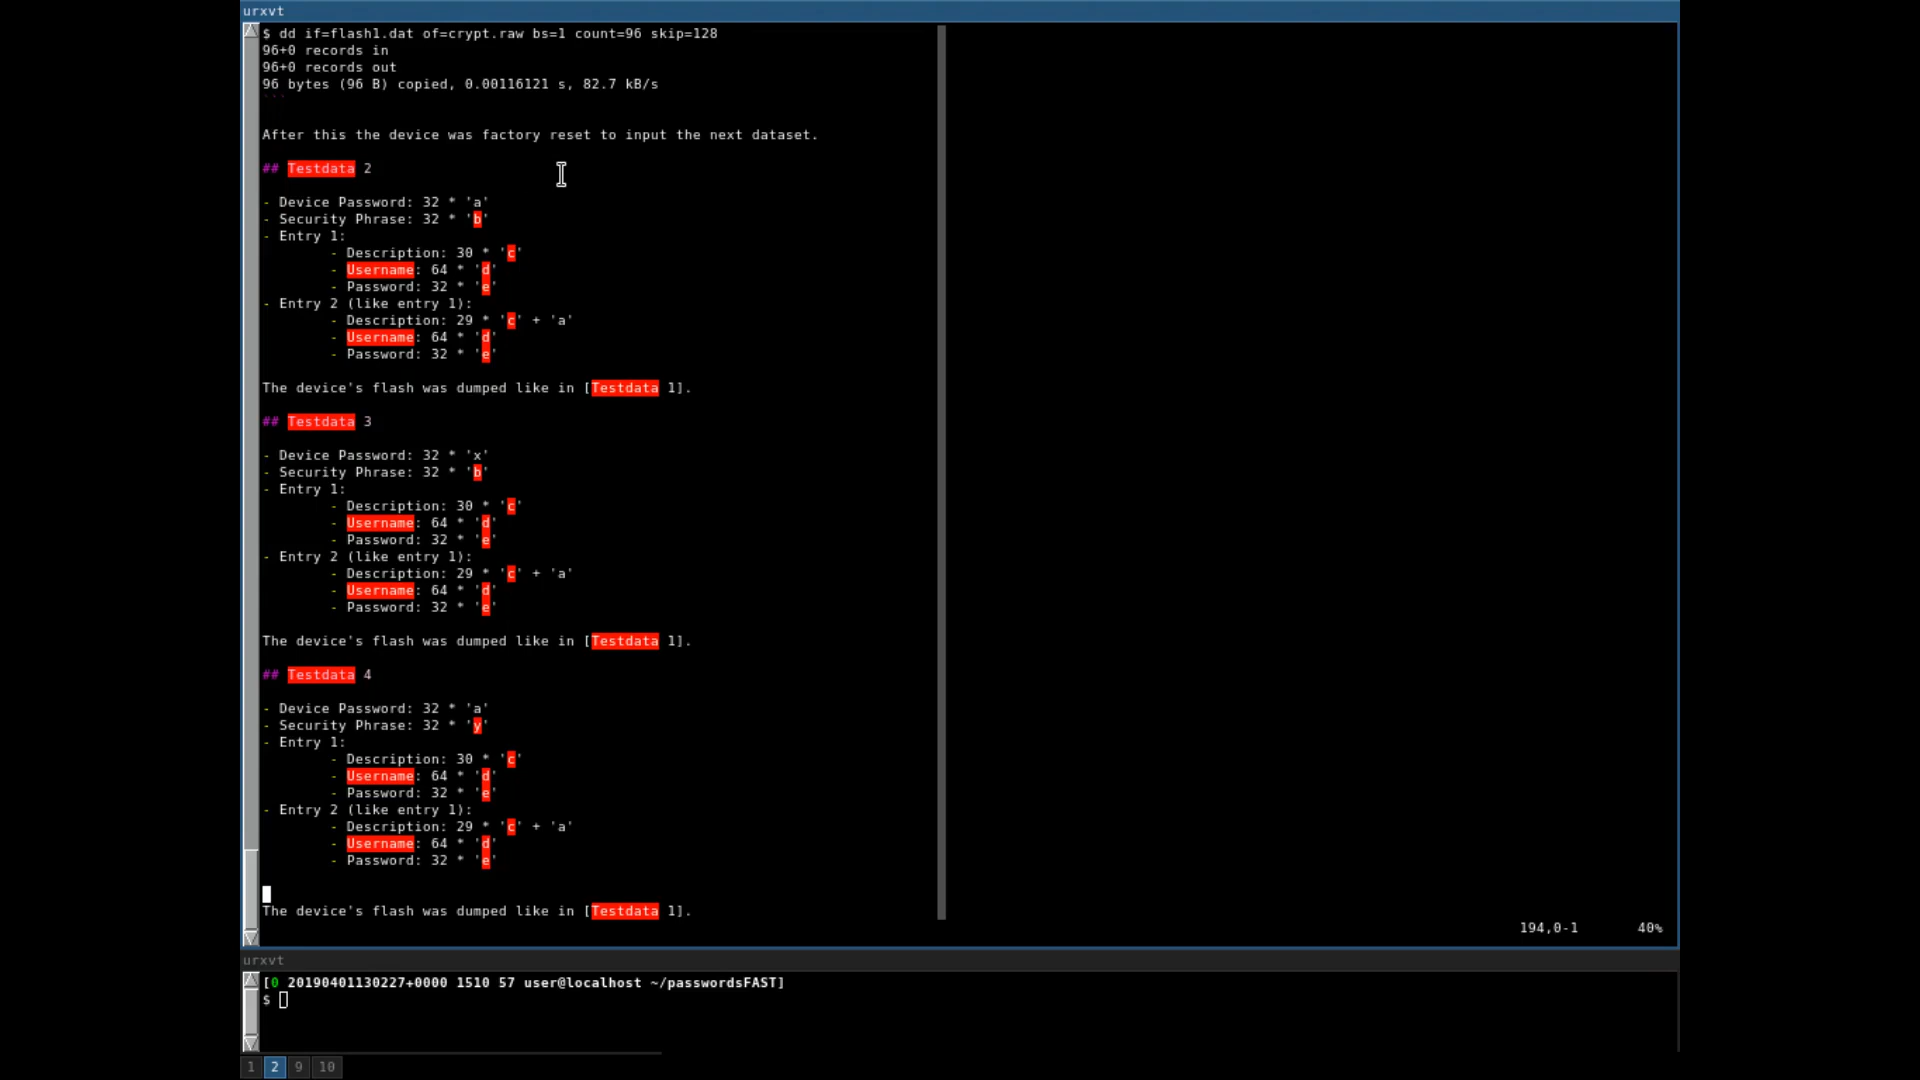 urxvt
$ dd if=flash1.dat of=crypt.raw bs=1 count=96 skip=128
96+0 records in
96+0 records out
96 bytes (96 B) copied, 0.00116121 s, 82.7 kB/s
```
After this the device was factory reset to input the next dataset.
## Testdata 2
- Device Password: 32 * 'a'
- Security Phrase: 32 * 'b'
- Entry 1:
- Description: 30 * 'c'
- Username: 64 * 'd'
- Password: 32 * 'e'
- Entry 2 (like entry 1):
- Description: 29 * 'c' + 'a'
- Username: 64 * 'd'
- Password: 32 * 'e'
The device's flash was dumped like in [Testdata 1].
## Testdata 3
- Device Password: 32 * 'x'
- Security Phrase: 32 * 'b'
- Entry 1:
- Description: 30 * 'c'
- Username: 64 * 'd'
- Password: 32 * 'e'
- Entry 2 (like entry 1):
- Description: 29 * 'c' + 'a'
- Username: 64 * 'd'
- Password: 32 * 'e'
The device's flash was dumped like in [Testdata 1].
## Testdata 4
- Device Password: 32 * 'a'
- Security Phrase: 32 * 'y'
- Entry 1:
- Description: 30 * 'c'
- Username: 64 * 'd'
- Password: 32 * 'e'
- Entry 2 (like entry 1):
- Description: 29 * 'c' + 'a'
- Username: 64 * 'd'
- Password: 32 * 'e'
The device's flash was dumped like in [Testdata 1].
194,0-1 40%
urxvt
[0 20190401130227+0000 1510 57 user@localhost ~/passwordsFAST]
$
1 2 9 10